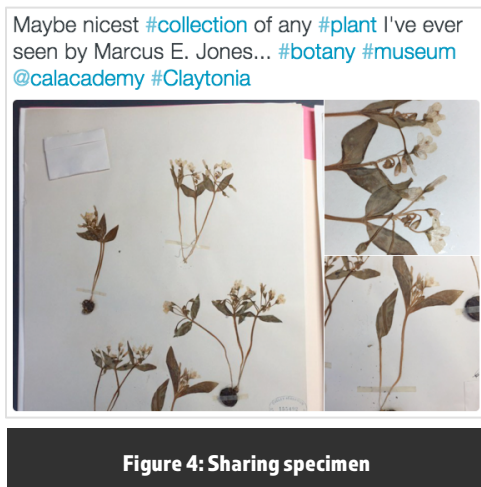 Maybe nicest #collection of any #plant I've ever
seen by Marcus E. Jones... #botany #museum
@calacademy #Claytonia
Figure 4: Sharing specimen